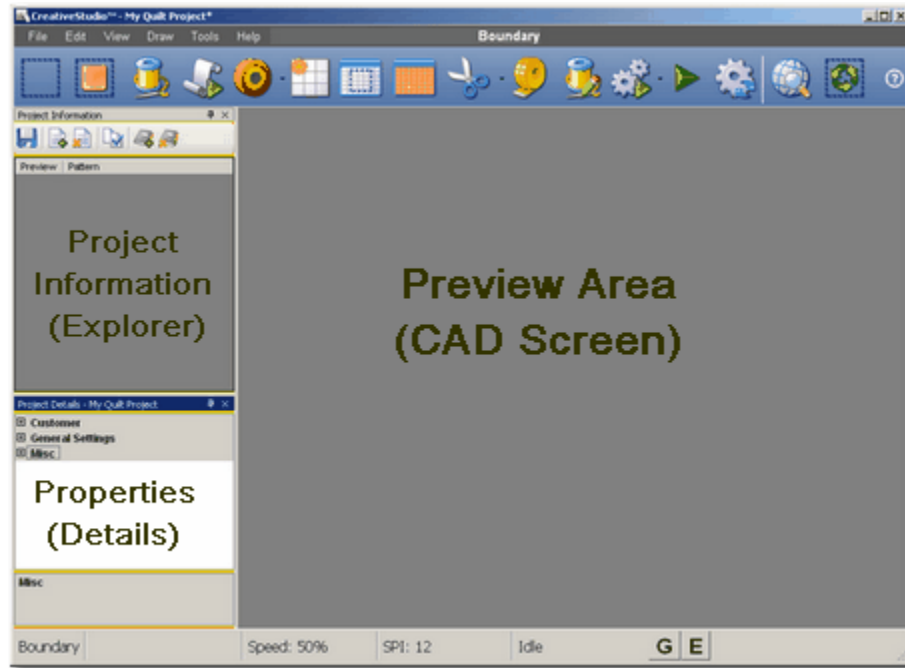 CreativeStudio™ - My Quilt Project*
File Edit View Draw Tools Help Boundary
Project Information
Preview Pattern
Project
Information
(Explorer)
Preview Area
(CAD Screen)
Project Details - My Quilt Project
Customer
General Settings
Misc
Properties
(Details)
Misc
Boundary Speed: 50% SPI: 12 Idle G E